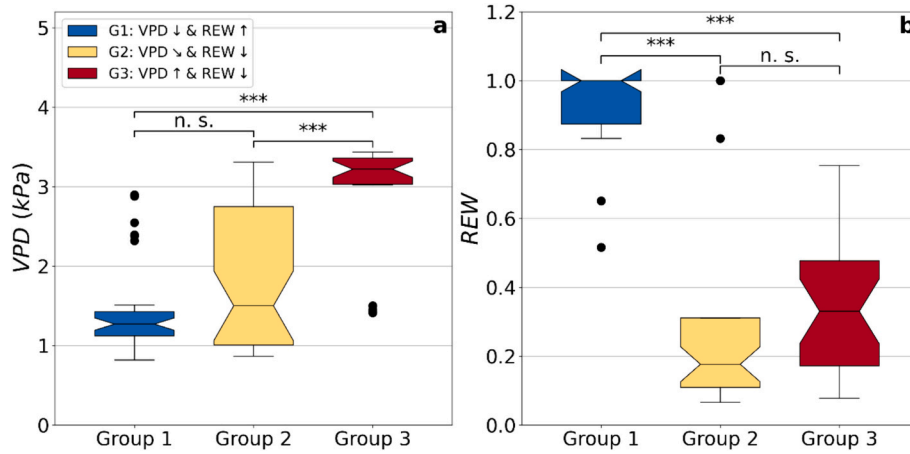 a
G1: VPD ↓ & REW ↑
G2: VPD ↘ & REW ↓
G3: VPD ↑ & REW ↓
***
n. s.
***
5
4
3
2
1
0
VPD (kPa)
Group 1 Group 2 Group 3
b
***
***
n. s.
1.0
0.8
0.6
0.4
0.2
0.0
REW
Group 1 Group 2 Group 3